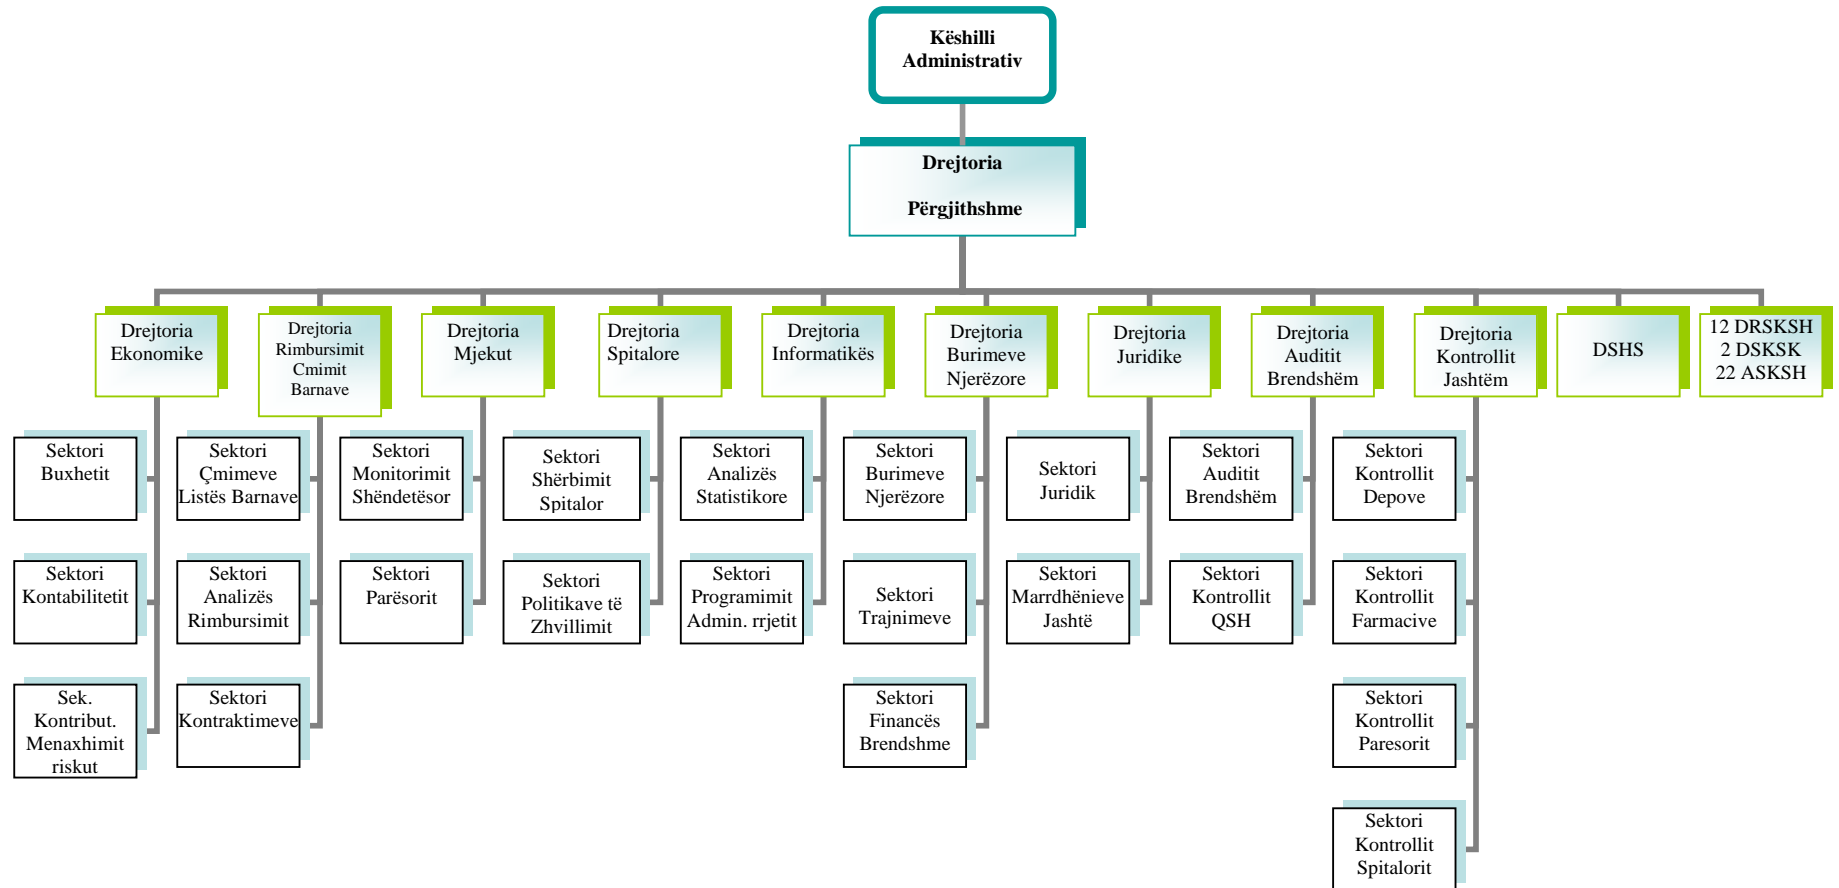 Këshilli
Administrativ
Drejtoria
Përgjithshme
Drejtoria
Ekonomike
Drejtoria
Rimbursimit
Cmimit
Barnave
Drejtoria
Mjekut
Drejtoria
Spitalore
Drejtoria
Informatikës
Drejtoria
Burimeve
Njerëzore
Drejtoria
Juridike
Drejtoria
Auditit
Brendshëm
Drejtoria
Kontrollit
Jashtëm
DSHS
12 DRSKSH
2 DSKSK
22 ASKSH
Sektori
Buxhetit
Sektori
Çmimeve
Listës Barnave
Sektori
Monitorimit
Shëndetësor
Sektori
Shërbimit
Spitalor
Sektori
Analizës
Statistikore
Sektori
Burimeve
Njerëzore
Sektori
Juridik
Sektori
Auditit
Brendshëm
Sektori
Kontrollit
Depove
Sektori
Kontabilitetit
Sektori
Analizës
Rimbursimit
Sektori
Parësorit
Sektori
Politikave të
Zhvillimit
Sektori
Programimit
Admin. rrjetit
Sektori
Trajnimeve
Sektori
Marrdhënieve
Jashtë
Sektori
Kontrollit
QSH
Sektori
Kontrollit
Farmacive
Sek.
Kontribut.
Menaxhimit
riskut
Sektori
Kontraktimeve
Sektori
Financës
Brendshme
Sektori
Kontrollit
Paresorit
Sektori
Kontrollit
Spitalorit